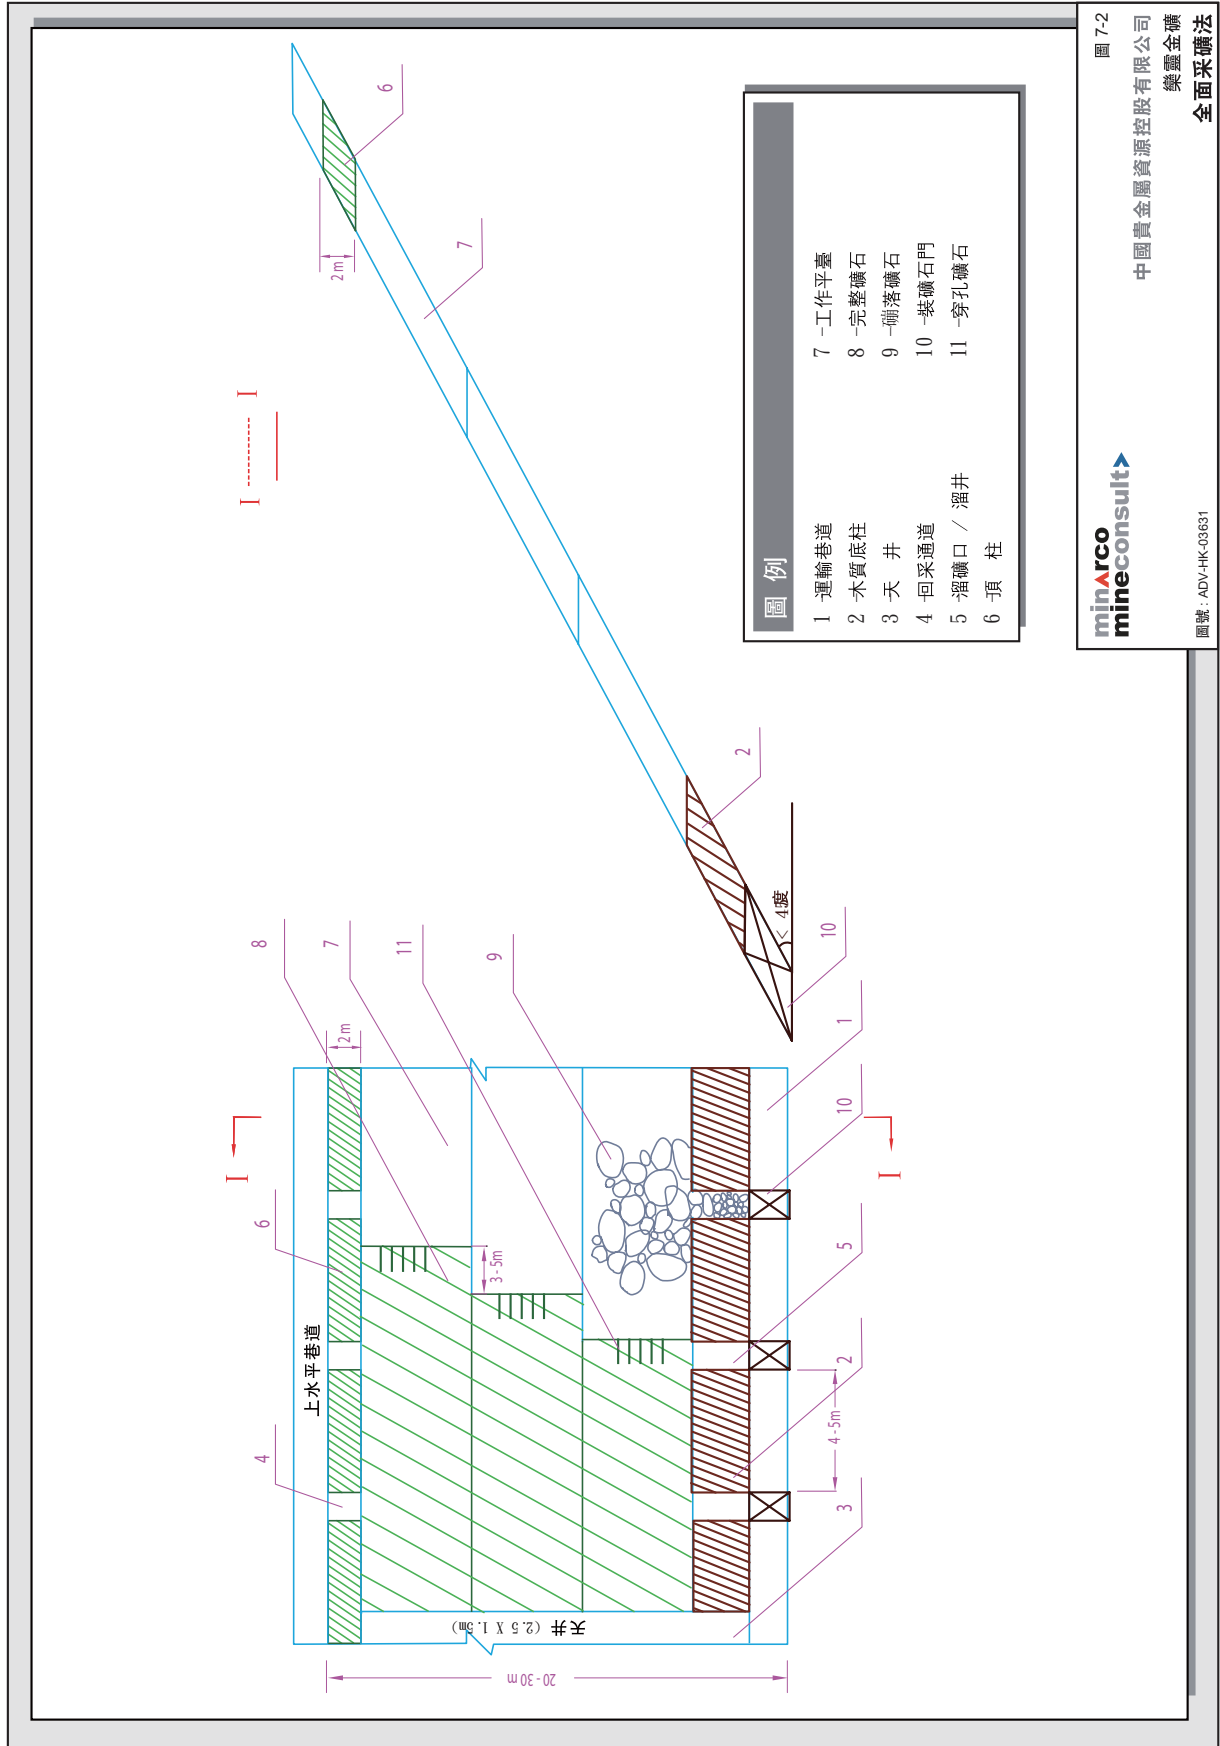 8
7
11
9
2m
I
6
上水平巷道
4
3-5m
天井 (2.5 X 1.5m)
20-30m
4-5m
I
1
10
5
2
3
I I
6
2m
7
2
< 45度
10
圖 例
1 -運輸巷道
2 -木質底柱
3 -天 井
4 -回采通道
5 -溜礦口 / 溜井
6 -頂 柱
7 -工作平臺
8 -完整礦石
9 -硼落礦石
10 -裝礦石門
11 -穿孔礦石
minarco
mineconsult
圖號 : ADV-HK-03631
圖 7-2
中國貴金屬資源控股有限公司
欒靈金礦
全面采礦法